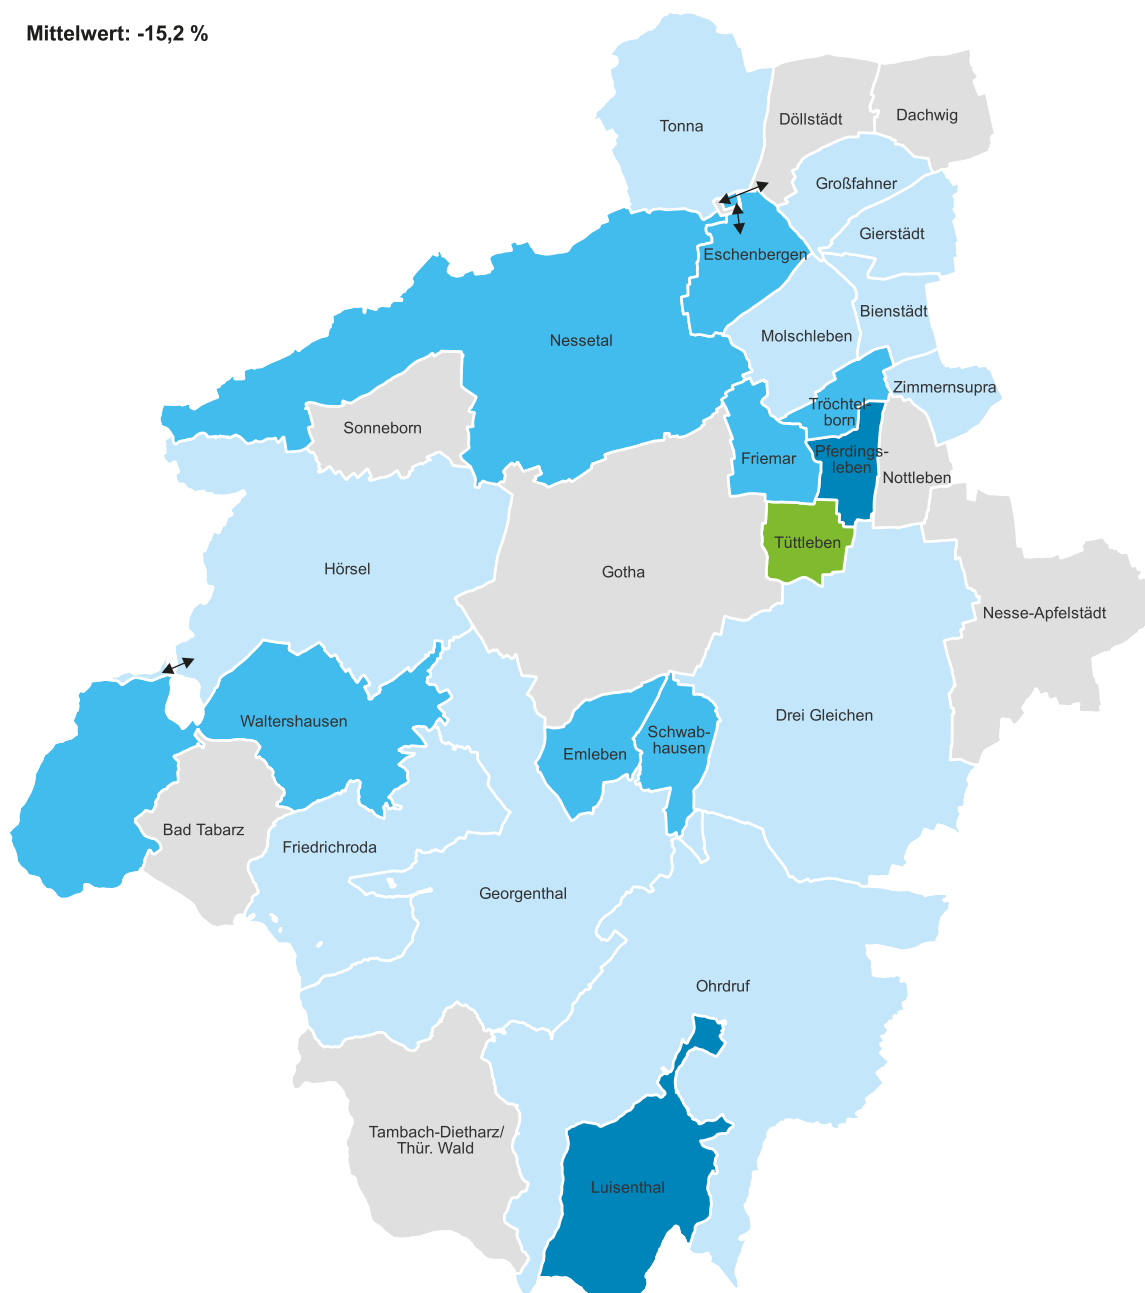 Mittelwert: -15,2 %
Tonna
Döllstädt
Dachwig
Großfahner
Gierstädt
Eschenbergen
Bienstädt
Molschleben
Nessetal
Zimmernsupra
Tröchtel-
born
Sonneborn
Pferdings-
leben
Friemar
Nottleben
Tüttleben
Hörsel
Gotha
Nesse-Apfelstädt
Drei Gleichen
Waltershausen
Schwab-
hausen
Emleben
Bad Tabarz
Friedrichroda
Georgenthal
Ohrdruf
Tambach-Dietharz/
Thür. Wald
Luisenthal